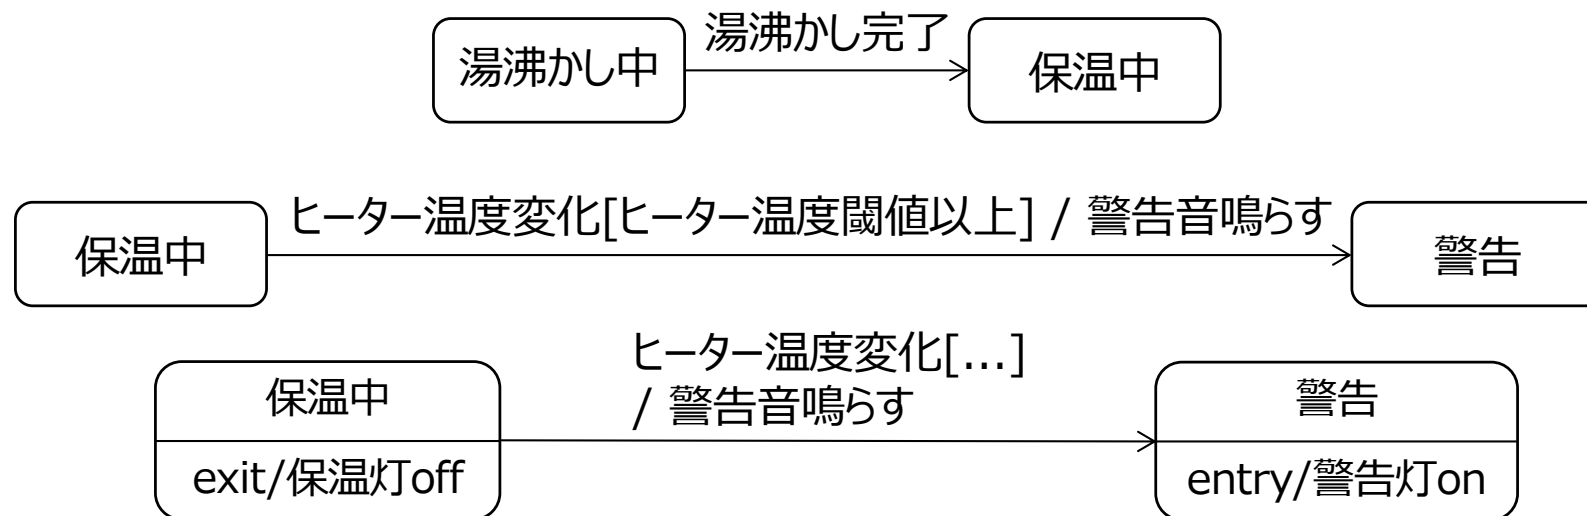 湯沸かし中
湯沸かし完了
保温中
保温中
ヒーター温度変化[ヒーター温度閾値以上] / 警告音鳴らす
警告
保温中
exit/保温灯off
ヒーター温度変化[...]
/ 警告音鳴らす
警告
entry/警告灯on